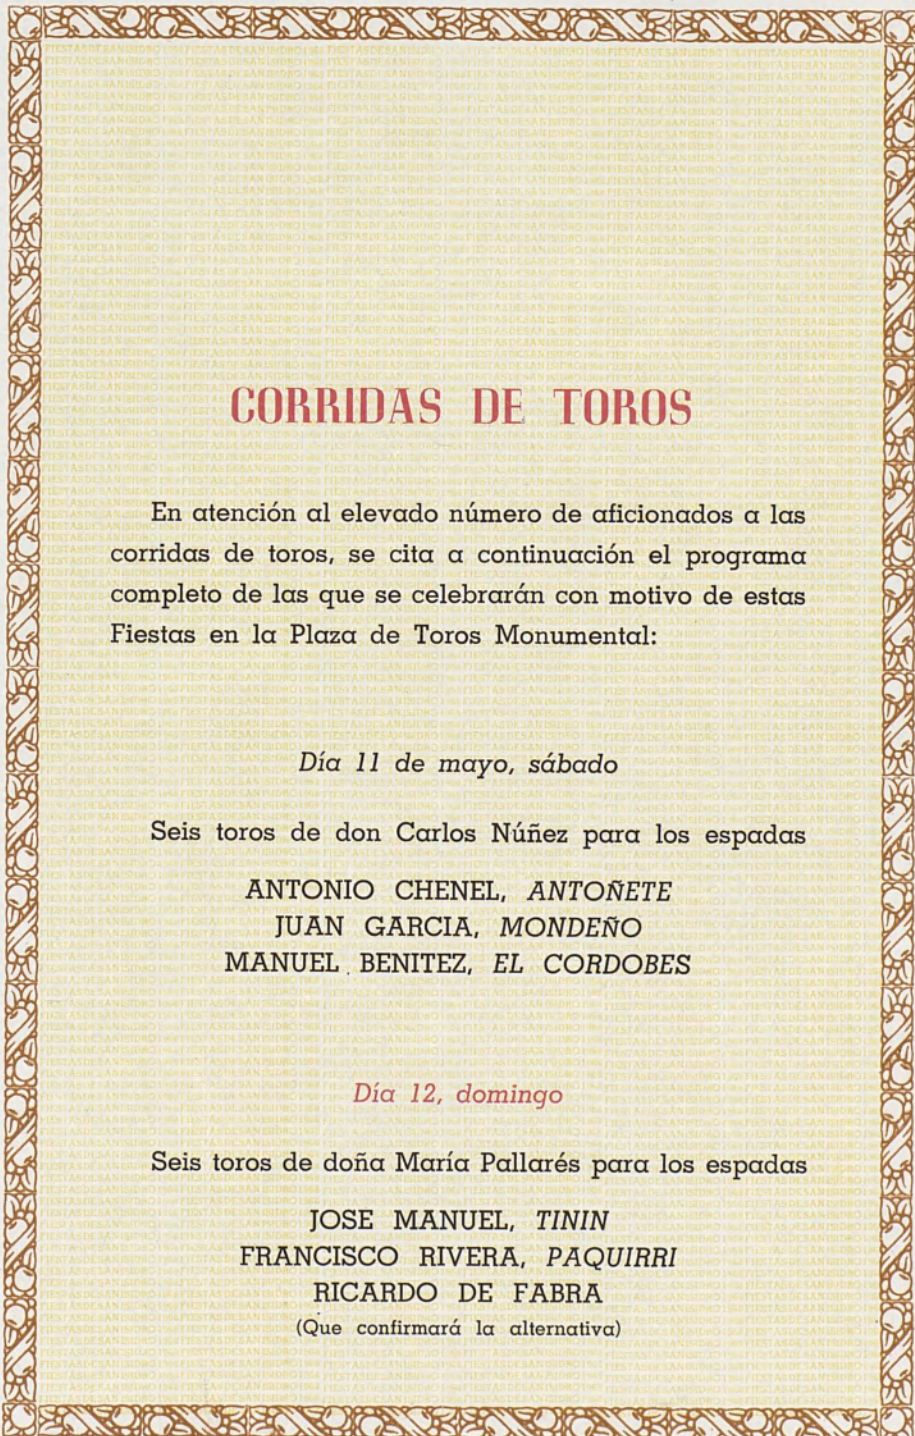 CORRIDAS DE TOROS
En atención al elevado número de aficionados a las
corridas de toros, se cita a continuación el programa
completo de las que se celebrarán con motivo de estas
Fiestas en la Plaza de Toros Monumental:
Día 11 de mayo, sábado
Seis toros de don Carlos Núñez para los espadas
ANTONIO CHENEL, ANTOÑETE
JUAN GARCIA, MONDEÑO
MANUEL BENITEZ, EL CORDOBES
Día 12, domingo
Seis toros de doña María Pallarés para los espadas
JOSE MANUEL, TININ
FRANCISCO RIVERA, PAQUIRRI
RICARDO DE FABRA
(Que confirmará la alternativa)